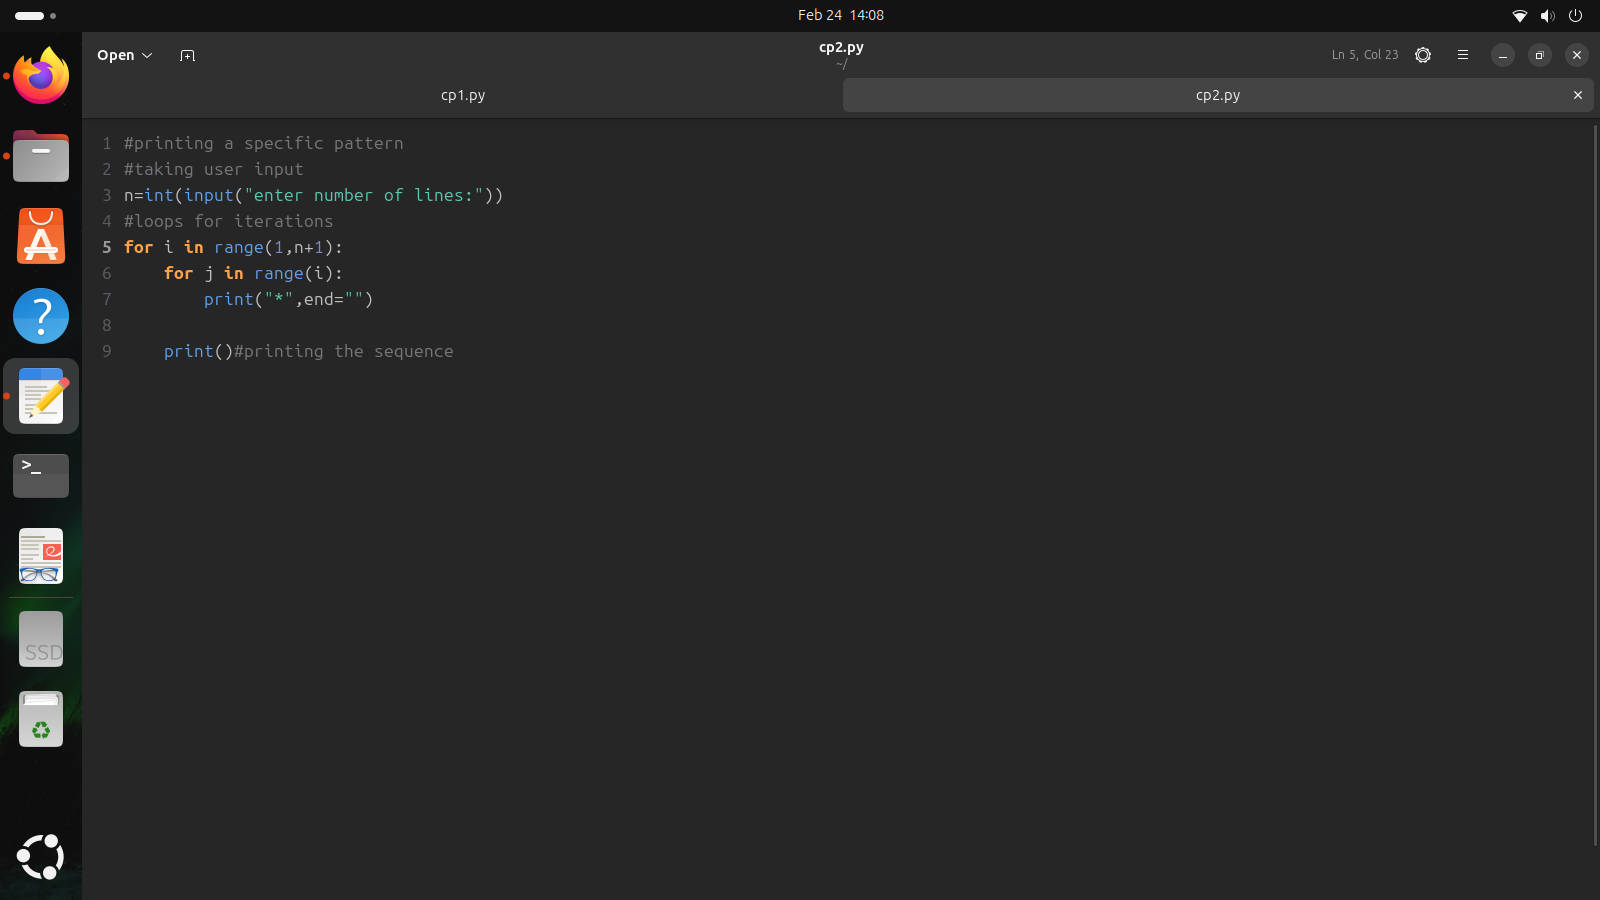 Feb 24 14:08
Open
cp2.py
~/
Ln 5, Col 23
cp1.py
cp2.py
1 #printing a specific pattern
2 #taking user input
3 n=int(input("enter number of lines:"))
4 #loops for iterations
5 for i in range(1,n+1):
6     for j in range(i):
7         print("*",end="")
8
9     print()#printing the sequence
>_
SSD